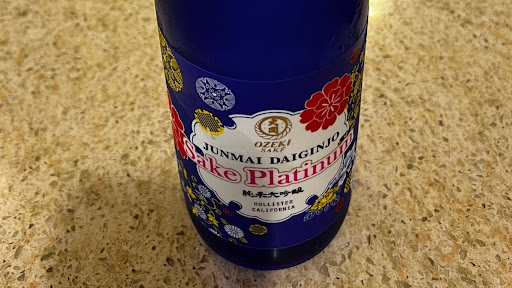 OZEKI
SAKE
JUNMAI DAIGINJO
Sake Platinum
純米大吟醸
HOLLISTER
CALIFORNIA